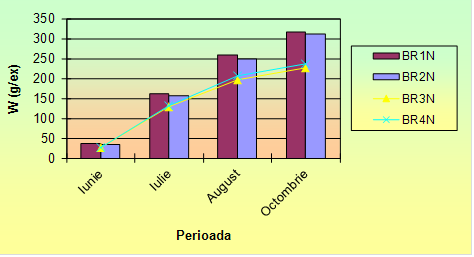 350
300
250
200
150
100
50
0
W (g/ex)
Iunie
Iulie
August
Octombrie
Perioada
BR1N
BR2N
BR3N
BR4N